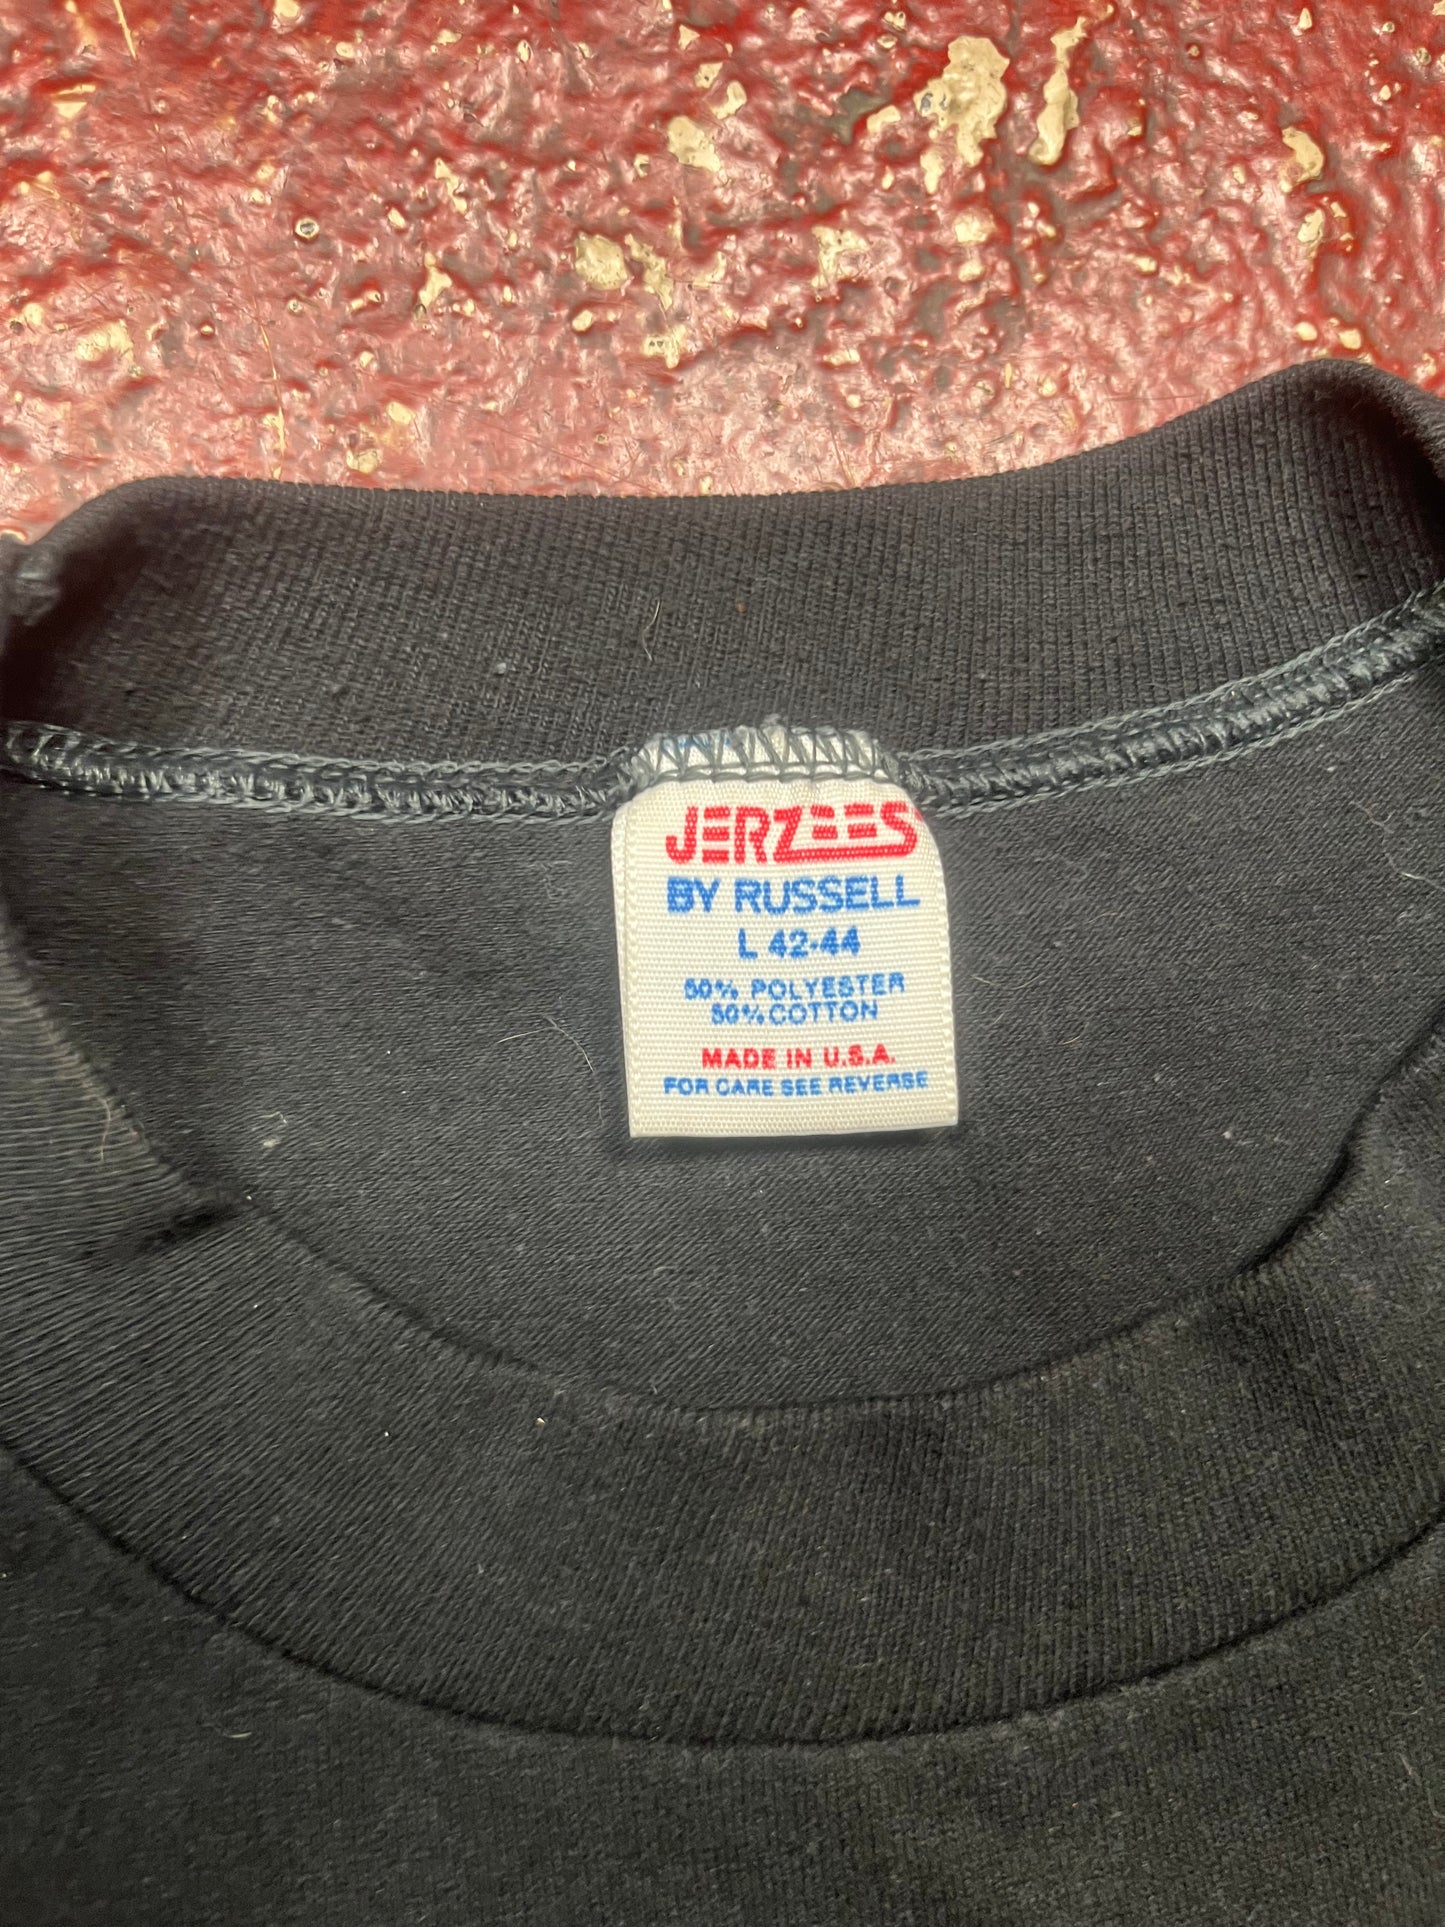 JERZEES
BY RUSSELL
L 42-44
50% POLYESTER
50% COTTON
MADE IN U.S.A.
FOR CARE SEE REVERSE